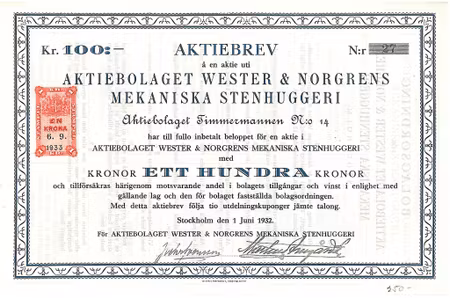 Kr. 100:- AKTIEBREV N:r 27
å en aktie uti
AKTIEBOLAGET WESTER & NORGRENS
MEKANISKA STENHUGGERI
Aktiebolaget Timmermannen N:o 14
har till fullo inbetalt beloppet för en aktie i
AKTIEBOLAGET WESTER & NORGRENS MEKANISKA STENHUGGERI
med
KRONOR ETT HUNDRA KRONOR
och tillförsäkras härigenom motsvarande andel i bolagets tillgångar och vinst i enlighet med
gällande lag och den för bolaget fastställda bolagsordningen.
Med detta aktiebrev följa tio utdelningskuponger jämte talong.
Stockholm den 1 Juni 1932.
För AKTIEBOLAGET WESTER & NORGRENS MEKANISKA STENHUGGERI
EN
KRONA
6. 9.
1933